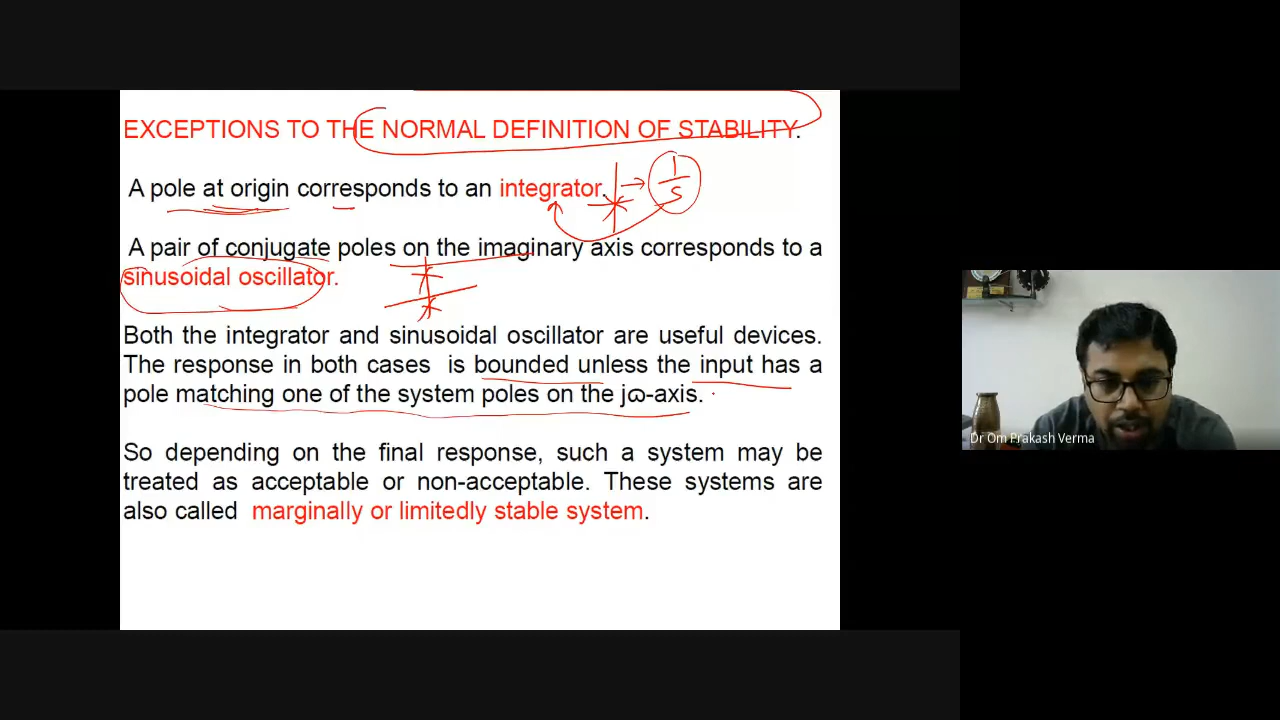 EXCEPTIONS TO THE NORMAL DEFINITION OF STABILITY.
A pole at origin corresponds to an integrator. → 1/s
A pair of conjugate poles on the imaginary axis corresponds to a
sinusoidal oscillator.
Both the integrator and sinusoidal oscillator are useful devices.
The response in both cases is bounded unless the input has a
pole matching one of the system poles on the jω-axis.
So depending on the final response, such a system may be
treated as acceptable or non-acceptable. These systems are
also called marginally or limitedly stable system.
Dr Om Prakash Verma